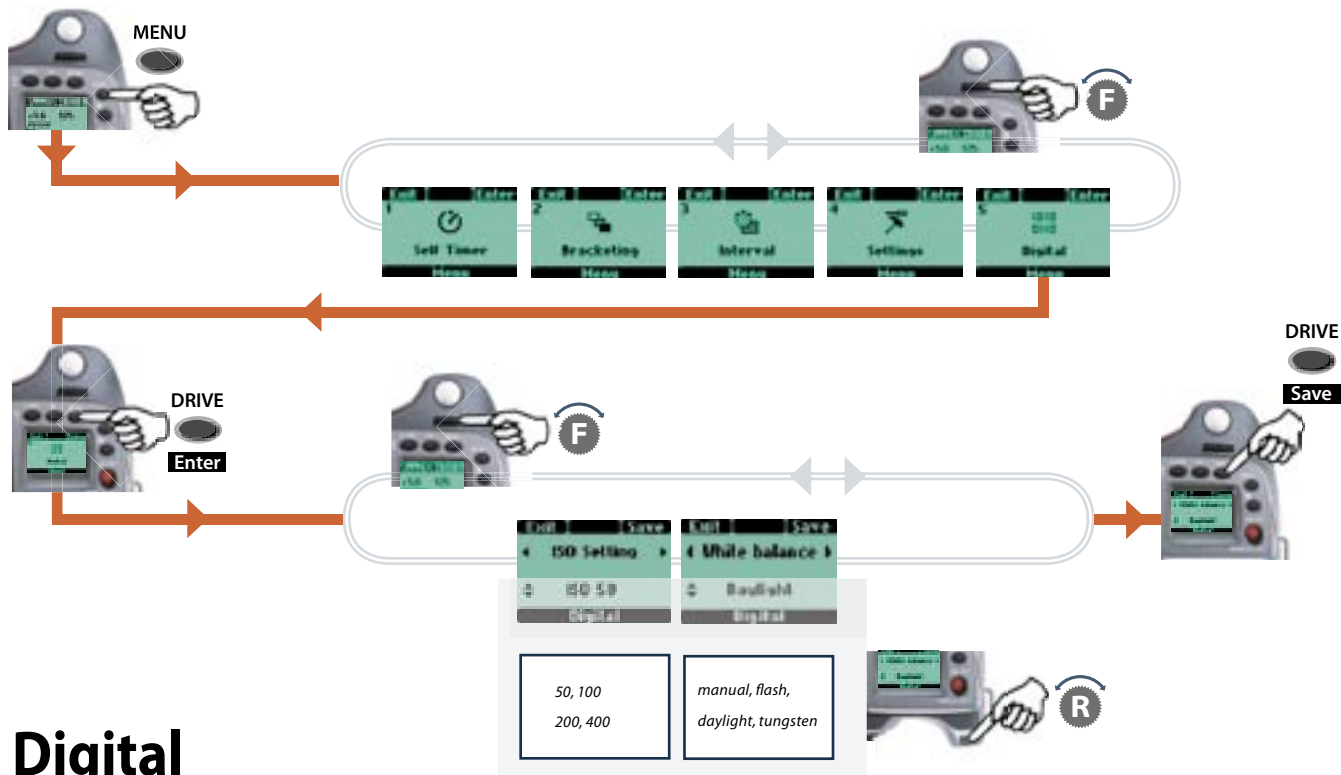 MENU
F
Exit Enter
1
Self Timer
Menu
Exit Enter
2
Bracketing
Menu
Exit Enter
3
Interval
Menu
Exit Enter
4
Settings
Menu
Exit Enter
5
Digital
Menu
DRIVE
Enter
F
DRIVE
Save
Exit Save
ISO Setting
ISO 50
Digital
Exit Save
White balance
Daylight
Digital
50, 100
200, 400
manual, flash,
daylight, tungsten
R
Digital